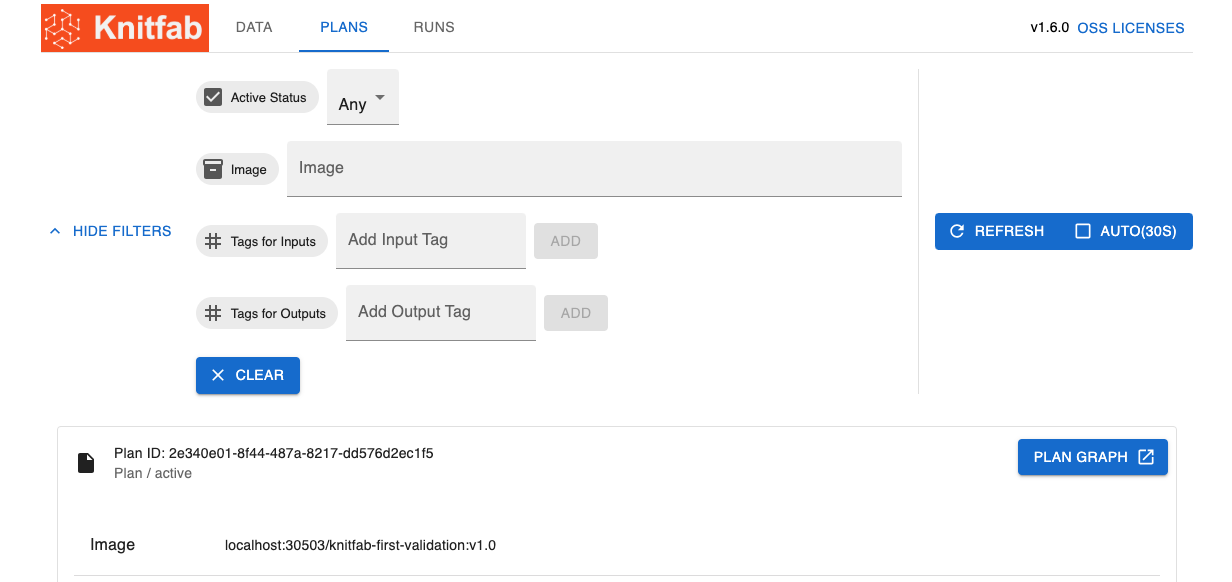 Knitfab DATA PLANS RUNS v1.6.0 OSS LICENSES
Active Status Any
Image Image
HIDE FILTERS Tags for Inputs Add Input Tag ADD REFRESH AUTO(30S)
Tags for Outputs Add Output Tag ADD
CLEAR
Plan ID: 2e340e01-8f44-487a-8217-dd576d2ec1f5 PLAN GRAPH
Plan / active
Image localhost:30503/knitfab-first-validation:v1.0